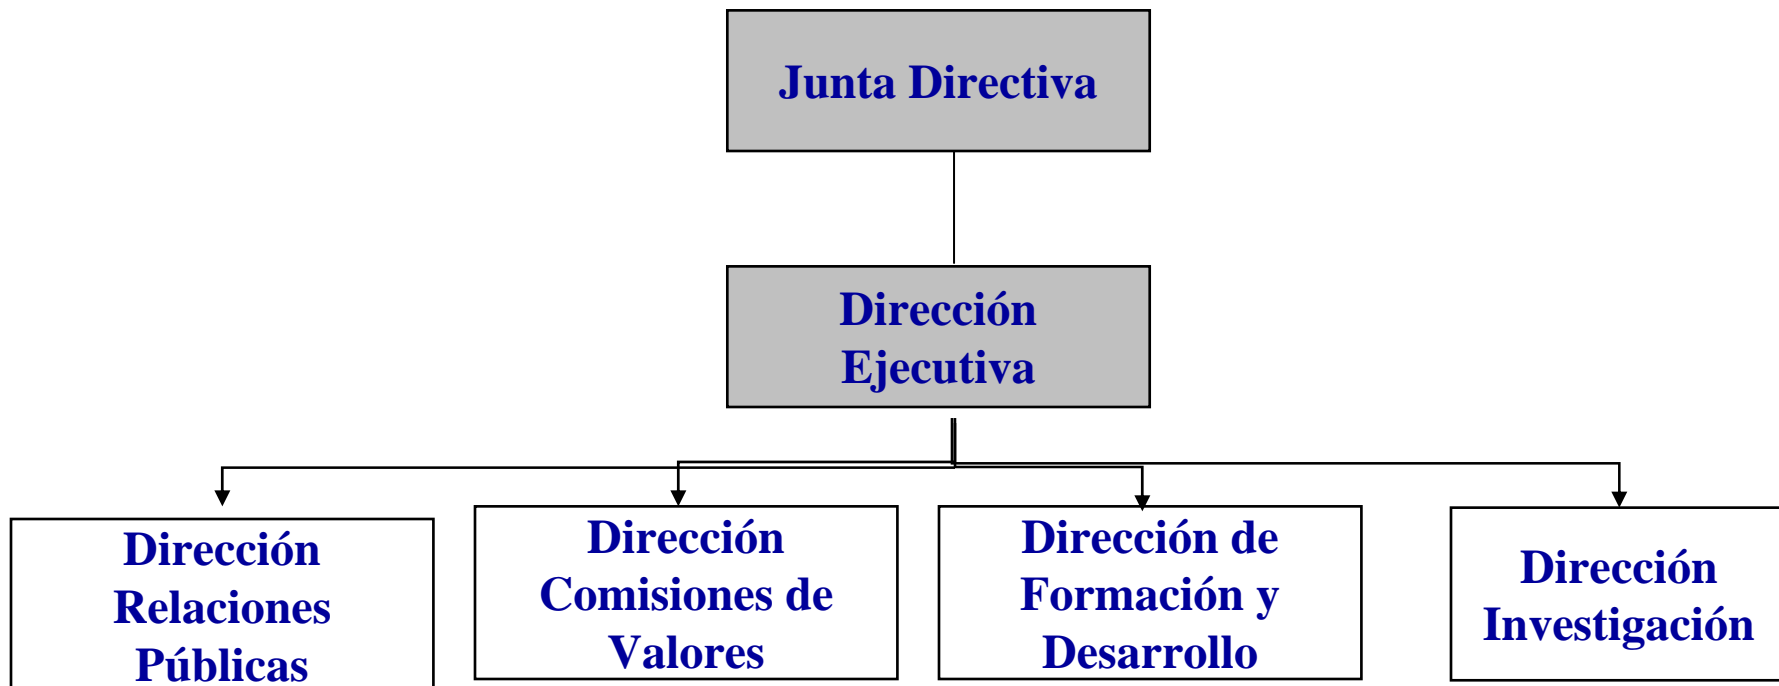 Junta Directiva
Dirección
Ejecutiva
Dirección
Relaciones
Públicas
Dirección
Comisiones de
Valores
Dirección de
Formación y
Desarrollo
Dirección
Investigación